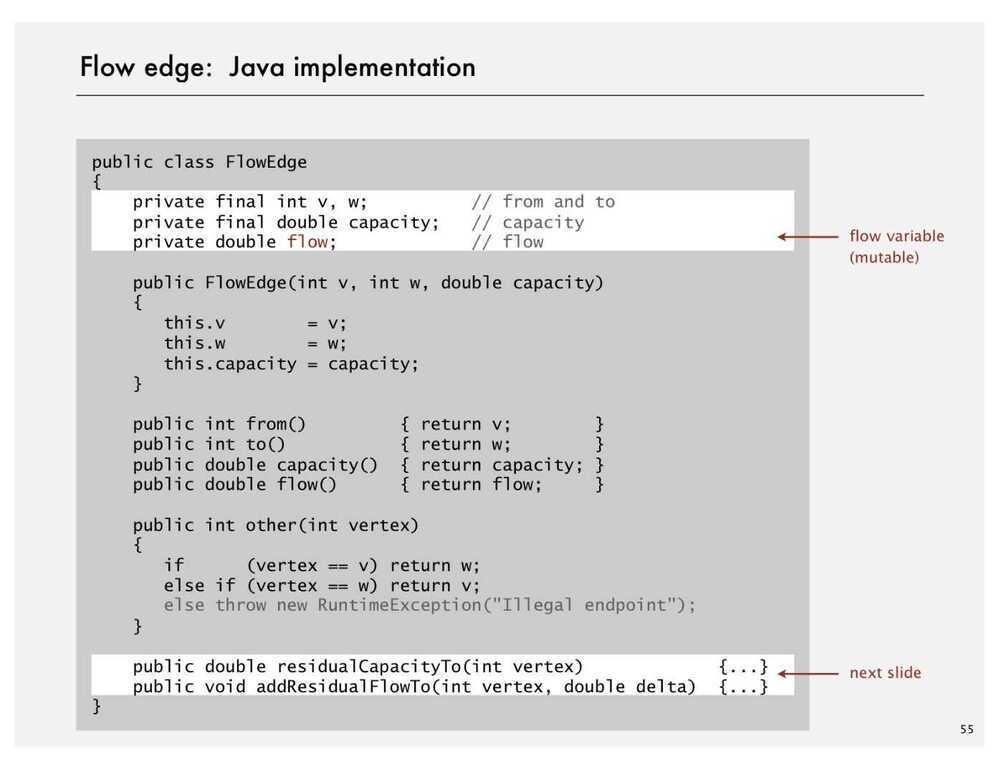 Flow edge: Java implementation
public class FlowEdge
{
private final int v, w; // from and to
private final double capacity; // capacity
private double flow; // flow
flow variable
(mutable)
public FlowEdge(int v, int w, double capacity)
{
this.v = v;
this.w = w;
this.capacity = capacity;
}
public int from() { return v; }
public int to() { return w; }
public double capacity() { return capacity; }
public double flow() { return flow; }
public int other(int vertex)
{
if (vertex == v) return w;
else if (vertex == w) return v;
else throw new RuntimeException("Illegal endpoint");
}
public double residualCapacityTo(int vertex) {...}
public void addResidualFlowTo(int vertex, double delta) {...}
next slide
}
55